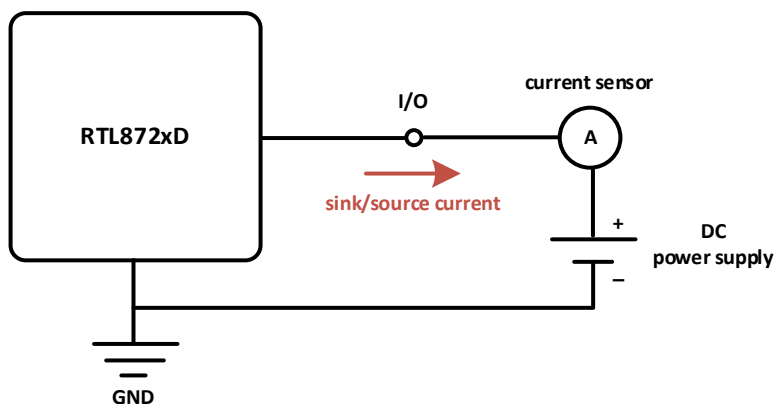 current sensor
I/O
RTL872xD
A
sink/source current
+
DC
power supply
–
GND